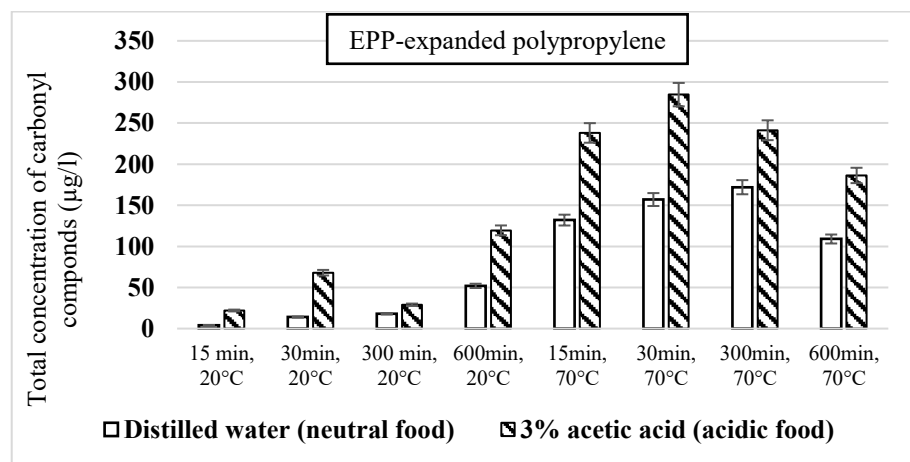 EPP-expanded polypropylene
Total concentration of carbonyl
componds (µg/l)
350
300
250
200
150
100
50
0
15 min, 30min, 300 min, 600min, 15min, 30min, 300min, 600min,
20°C 20°C 20°C 20°C 70°C 70°C 70°C 70°C
Distilled water (neutral food) 3% acetic acid (acidic food)